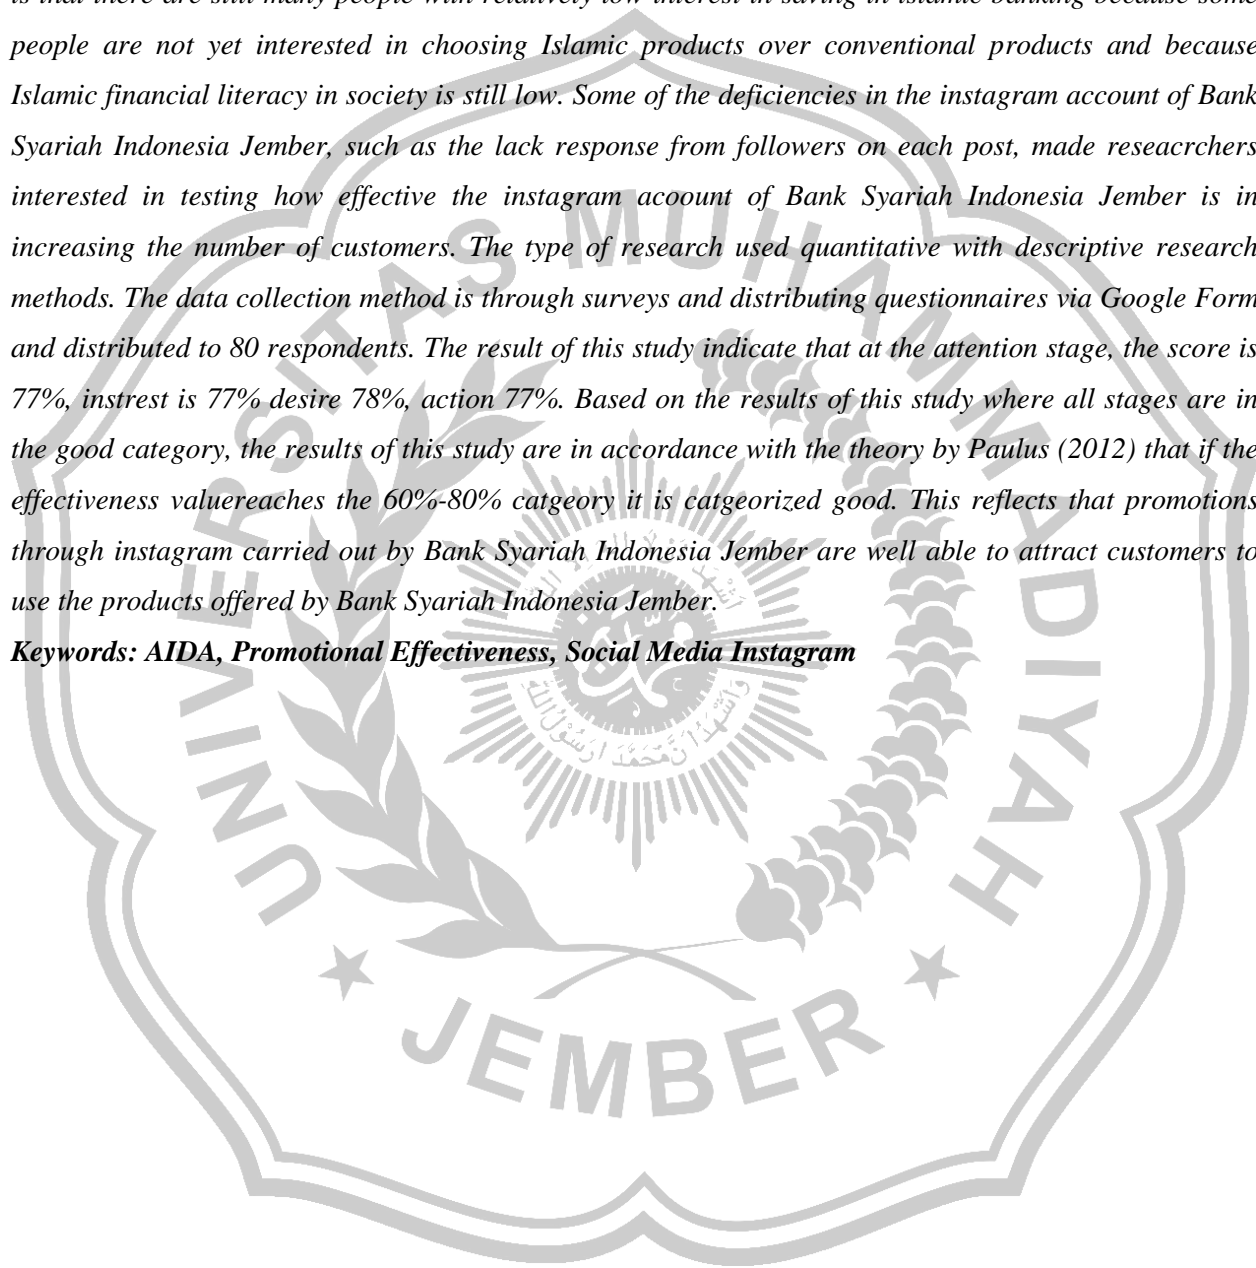 is that there are still many people with relatively low interest in saving in islamic banking because some
people are not yet interested in choosing Islamic products over conventional products and because
Islamic financial literacy in society is still low. Some of the deficiencies in the instagram account of Bank
Syariah Indonesia Jember, such as the lack response from followers on each post, made reseacrchers
interested in testing how effective the instagram acoount of Bank Syariah Indonesia Jember is in
increasing the number of customers. The type of research used quantitative with descriptive research
methods. The data collection method is through surveys and distributing questionnaires via Google Form
and distributed to 80 respondents. The result of this study indicate that at the attention stage, the score is
77%, instrest is 77% desire 78%, action 77%. Based on the results of this study where all stages are in
the good category, the results of this study are in accordance with the theory by Paulus (2012) that if the
effectiveness valuereaches the 60%-80% catgeory it is catgeorized good. This reflects that promotions
through instagram carried out by Bank Syariah Indonesia Jember are well able to attract customers to
use the products offered by Bank Syariah Indonesia Jember.
Keywords: AIDA, Promotional Effectiveness, Social Media Instagram
UNIVERSITAS MUHAMMADIYAH
JEMBER